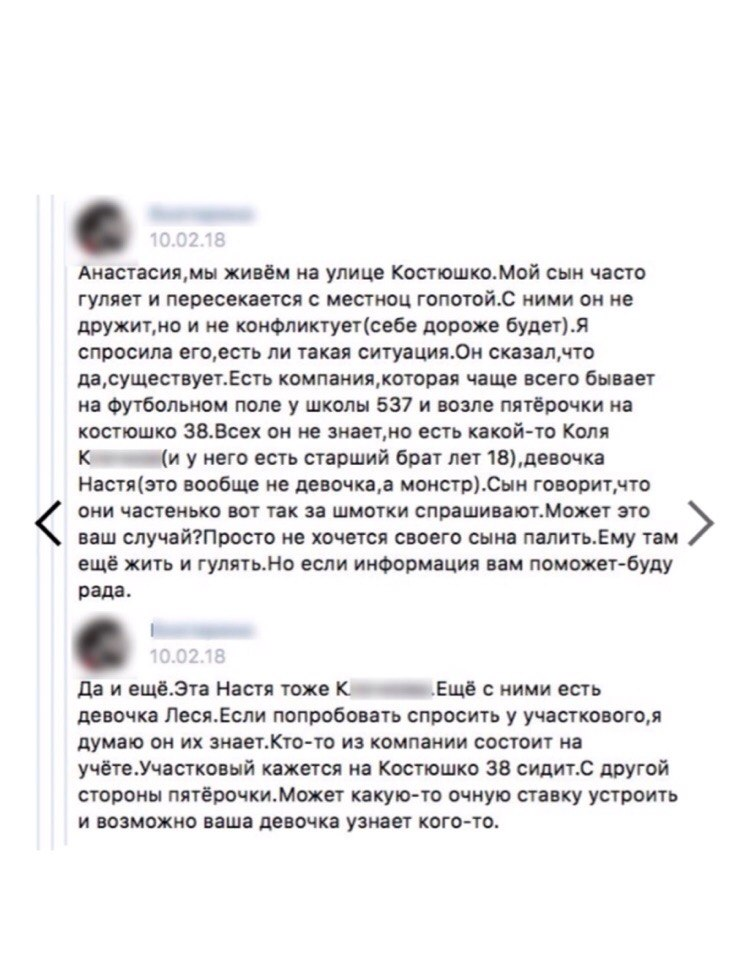 10.02.18
Анастасия,мы живём на улице Костюшко.Мой сын часто
гуляет и пересекается с местноц гопотой.С ними он не
дружит,но и не конфликтует(себе дороже будет).Я
спросила его,есть ли такая ситуация.Он сказал,что
да,существует.Есть компания,которая чаще всего бывает
на футбольном поле у школы 537 и возле пятёрочки на
костюшко 38.Всех он не знает,но есть какой-то Коля
К (и у него есть старший брат лет 18),девочка
Настя(это вообще не девочка,а монстр).Сын говорит,что
они частенько вот так за шмотки спрашивают.Может это
ваш случай?Просто не хочется своего сына палить.Ему там
ещё жить и гулять.Но если информация вам поможет-буду
рада.
10.02.18
Да и ещё.Эта Настя тоже К .Ещё с ними есть
девочка Леся.Если попробовать спросить у участкового,я
думаю он их знает.Кто-то из компании состоит на
учёте.Участковый кажется на Костюшко 38 сидит.С другой
стороны пятёрочки.Может какую-то очную ставку устроить
и возможно ваша девочка узнает кого-то.